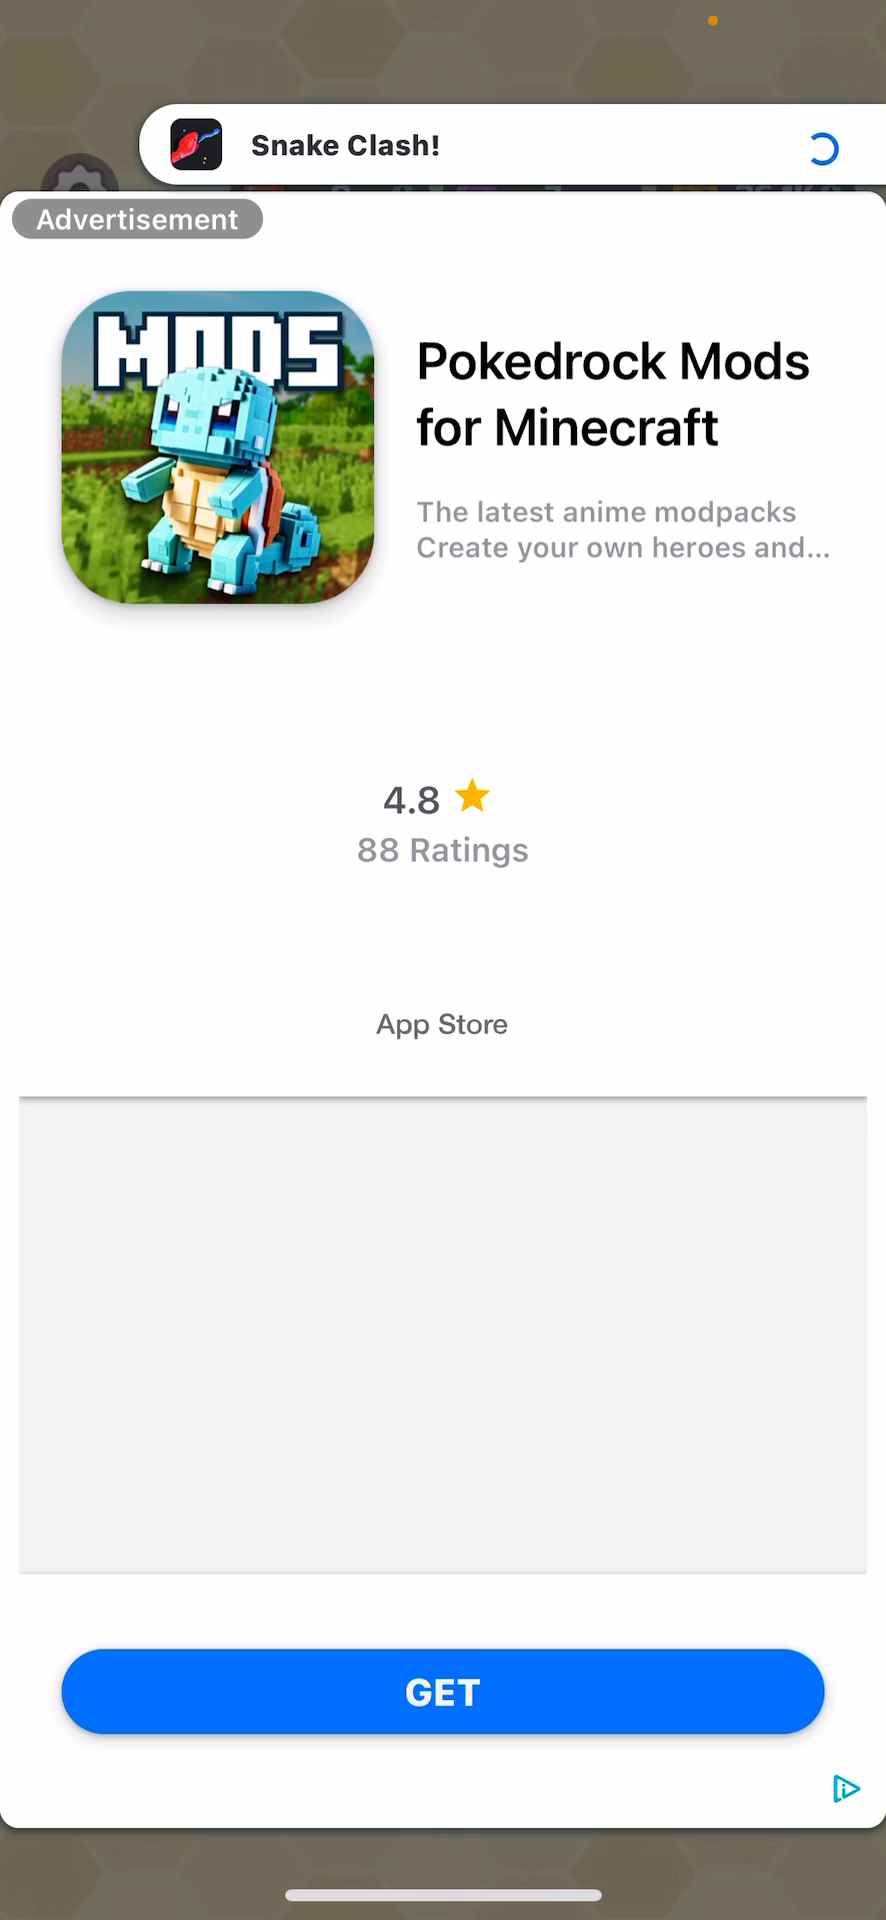 Snake Clash!
Advertisement
MODS
Pokedrock Mods
for Minecraft
The latest anime modpacks
Create your own heroes and...
4.8
88 Ratings
App Store
GET